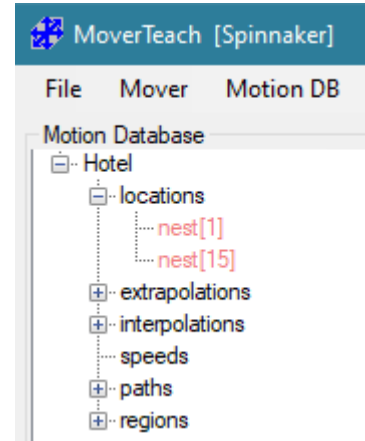 MoverTeach [Spinnaker]
File Mover Motion DB
Motion Database
Hotel
locations
nest[1]
nest[15]
extrapolations
interpolations
speeds
paths
regions